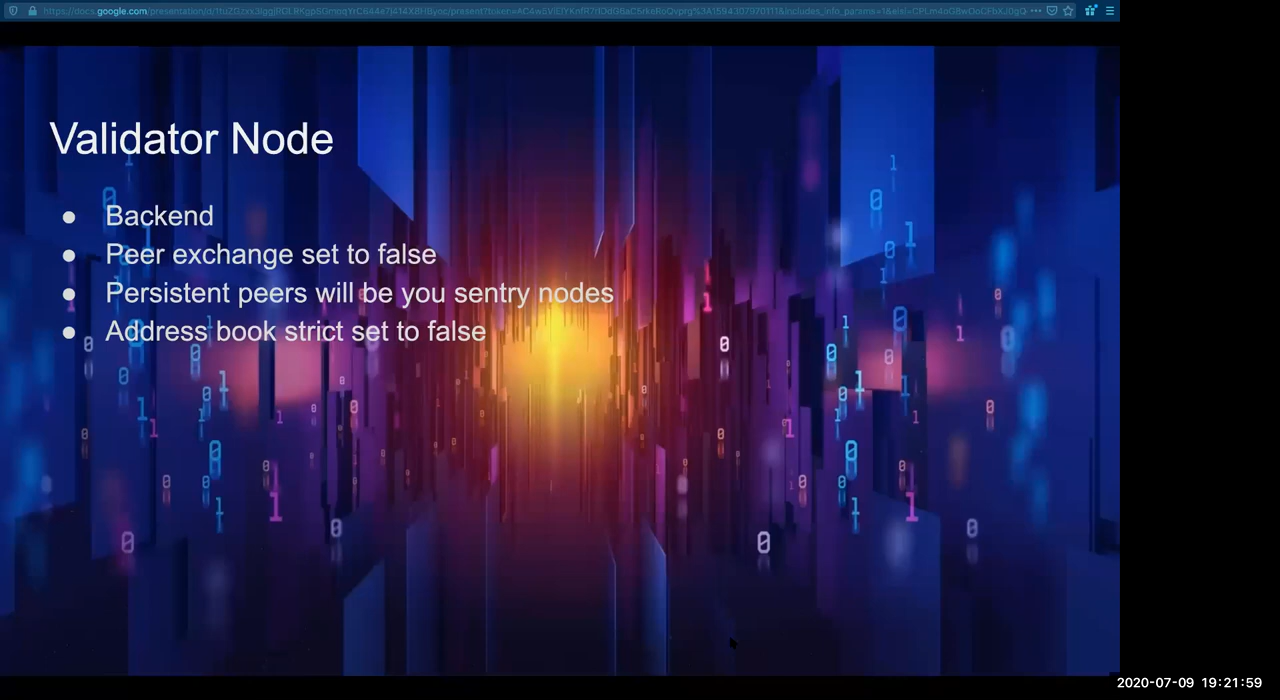 Validator Node
● Backend
● Peer exchange set to false
● Persistent peers will be you sentry nodes
● Address book strict set to false
2020-07-09 19:21:59